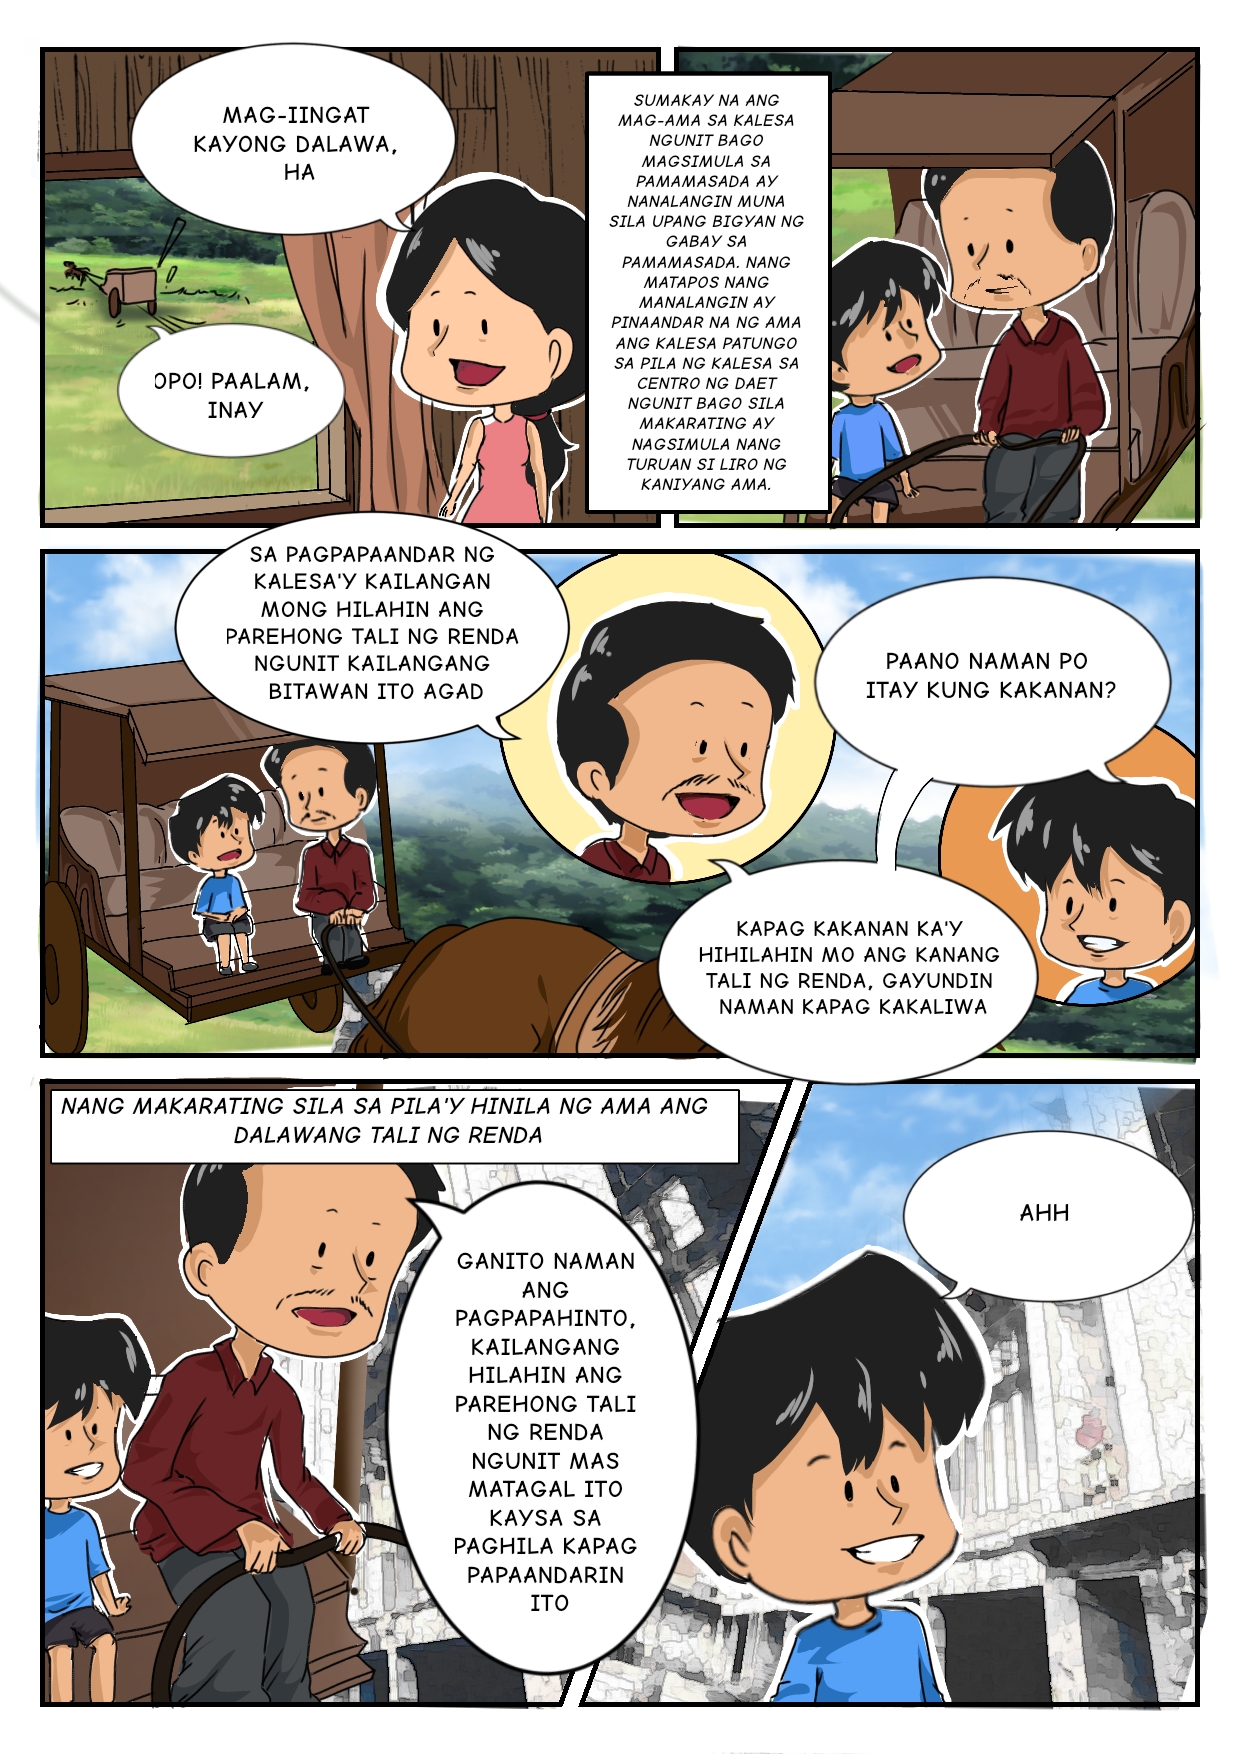 MAG-IINGAT
KAYONG DALAWA,
HA
OPO! PAALAM,
INAY
SUMAKAY NA ANG
MAG-AMA SA KALESA
NGUNIT BAGO
MAGSIMULA SA
PAMAMASADA AY
NANALANGIN MUNA
SILA UPANG BIGYAN NG
GABAY SA
PAMAMASADA. NANG
MATAPOS NANG
MANALANGIN AY
PINAANDAR NA NG AMA
ANG KALESA PATUNGO
SA PILA NG KALESA SA
CENTRO NG DAET
NGUNIT BAGO SILA
MAKARATING AY
NAGSIMULA NANG
TURUAN SI LIRO NG
KANIYANG AMA.
SA PAGPAPAANDAR NG
KALESA'Y KAILANGAN
MONG HILAHIN ANG
PAREHONG TALI NG RENDA
NGUNIT KAILANGANG
BITAWAN ITO AGAD
PAANO NAMAN PO
ITAY KUNG KAKANAN?
KAPAG KAKANAN KA'Y
HIHILAHIN MO ANG KANANG
TALI NG RENDA, GAYUNDIN
NAMAN KAPAG KAKALIWA
NANG MAKARATING SILA SA PILA'Y HINILA NG AMA ANG
DALAWANG TALI NG RENDA
GANITO NAMAN
ANG
PAGPAPAHINTO,
KAILANGANG
HILAHIN ANG
PAREHONG TALI
NG RENDA
NGUNIT MAS
MATAGAL ITO
KAYSA SA
PAGHILA KAPAG
PAPAANDARIN
ITO
AHH